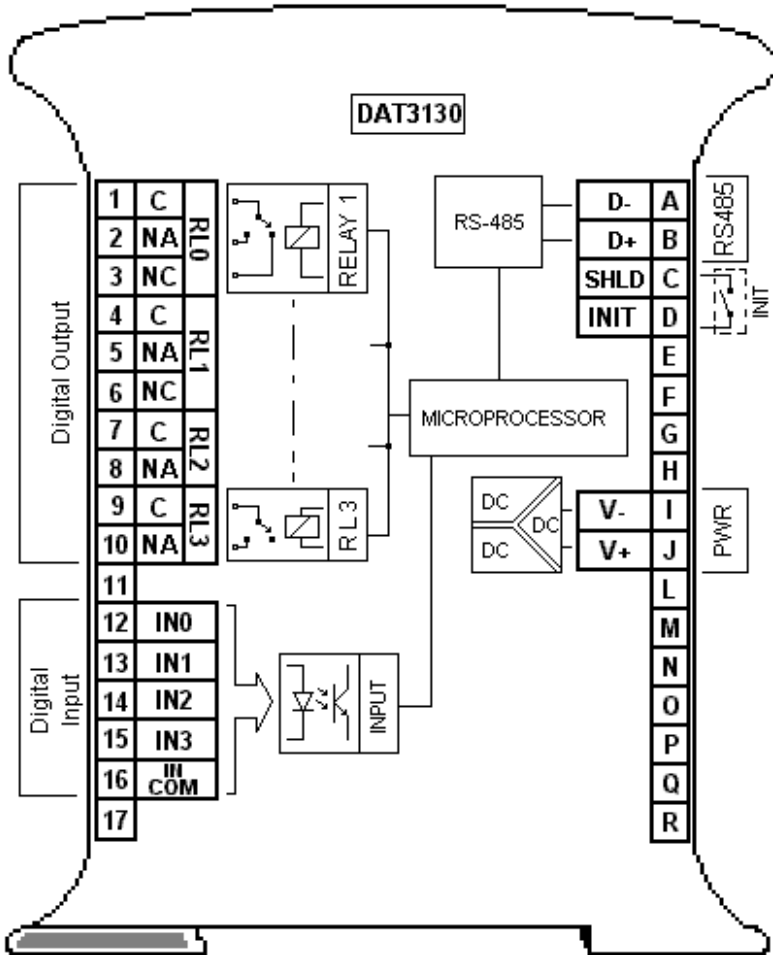 DAT3130
Digital Output
1 C
2 NA
3 NC
RL0
4 C
5 NA
6 NC
RL1
7 C
8 NA
RL2
9 C
10 NA
RL3
11
Digital
Input
12 IN0
13 IN1
14 IN2
15 IN3
16 IN
COM
17
RELAY 1
RL3
INPUT
RS-485
MICROPROCESSOR
DC
DC
DC
D- A
D+ B
SHLD C
INIT D
E
F
G
H
V- I
V+ J
L
M
N
O
P
Q
R
RS485
INIT
PWR